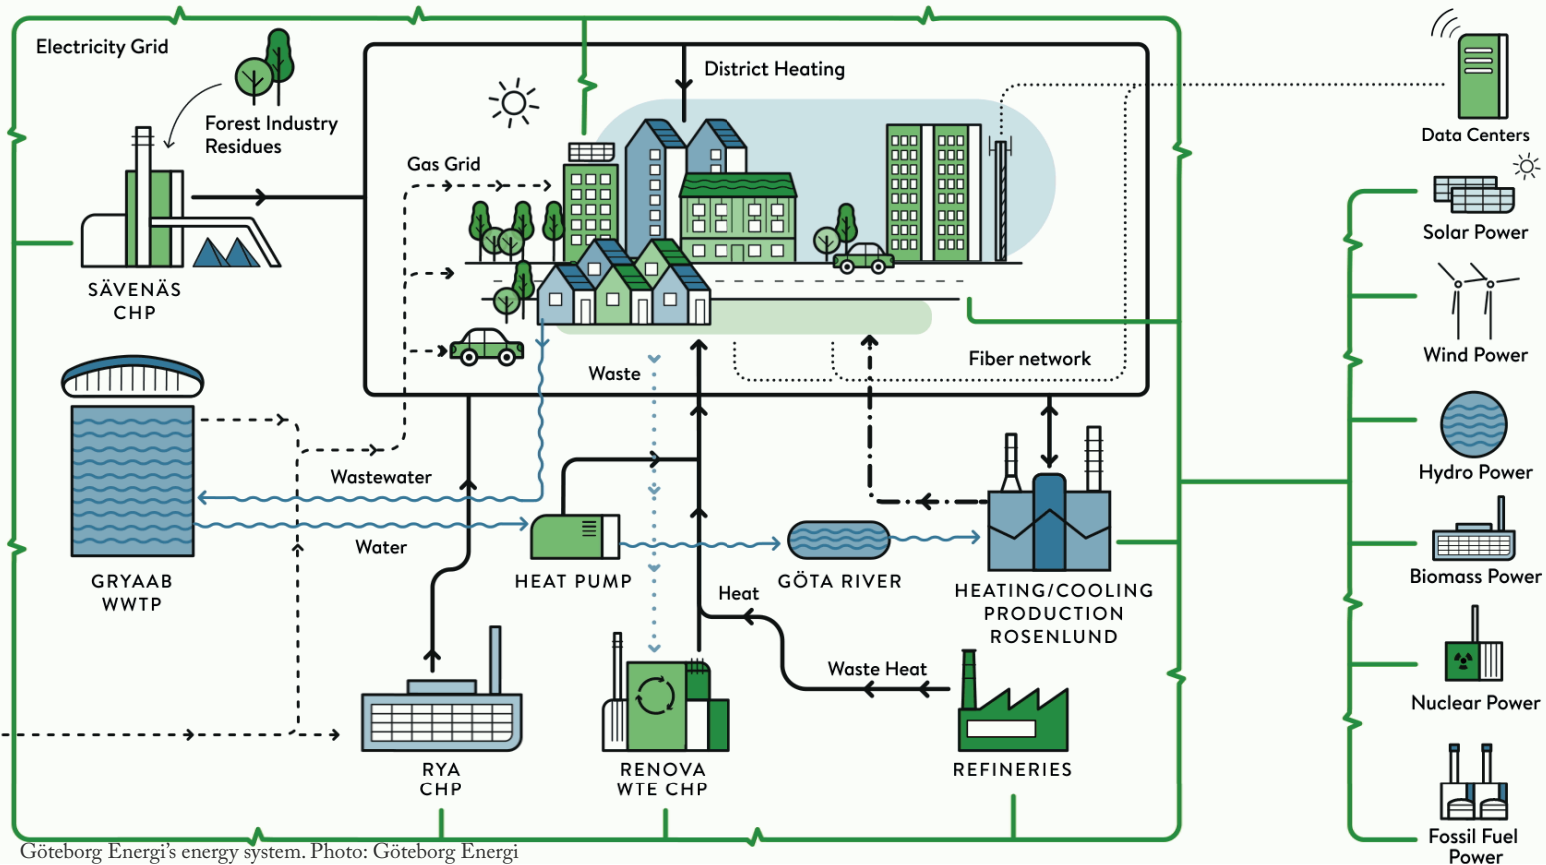 Electricity Grid
Forest Industry
Residues
District Heating
Gas Grid
Data Centers
Solar Power
SÄVENÄS
CHP
Wind Power
Waste
Fiber network
Wastewater
Hydro Power
Water
GRYAAB
WWTP
HEAT PUMP
GÖTA RIVER
HEATING/COOLING
PRODUCTION
ROSENLUND
Biomass Power
Heat
Waste Heat
Nuclear Power
RYA
CHP
RENOVA
WTE CHP
REFINERIES
Fossil Fuel
Power
Göteborg Energi's energy system. Photo: Göteborg Energi